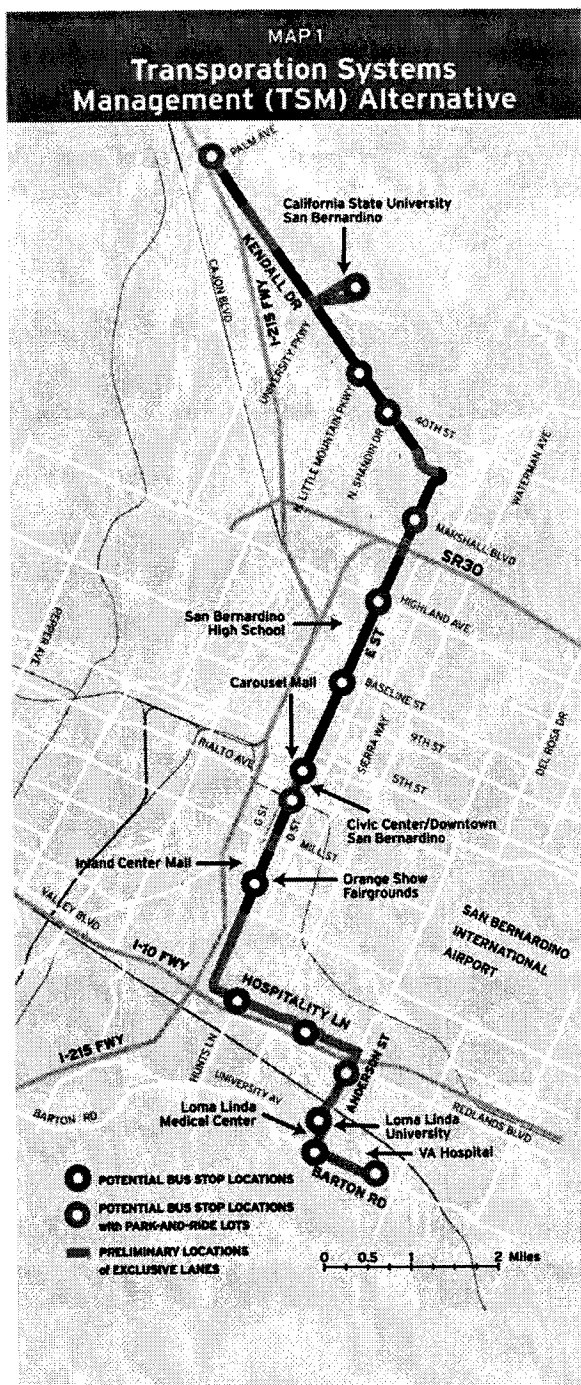 MAP 1
Transporation Systems
Management (TSM) Alternative
PALM AVE
California State University
San Bernardino
KENDALL DR
I-215 FWY
CAJON BLVD
UNIVERSITY PKWY
N. LITTLE MOUNTAIN PKWY
N. SHANDIN DR
40TH ST
WATERMAN AVE
MARSHALL BLVD
SR30
San Bernardino
High School
HIGHLAND AVE
E ST
PEPPER AVE
Carousel Mall
BASELINE ST
SIERRA WAY
9TH ST
DEL ROSA DR
RIALTO AVE
5TH ST
G ST
D ST
Civic Center/Downtown
San Bernardino
MILL ST
Inland Center Mall
Orange Show
Fairgrounds
VALLEY BLVD
I-10 FWY
SAN BERNARDINO
INTERNATIONAL
AIRPORT
HOSPITALITY LN
I-215 FWY
HUNTS LN
ANDERSON ST
UNIVERSITY AV
REDLANDS BLVD
BARTON RD
Loma Linda
Medical Center
Loma Linda
University
VA Hospital
BARTON RD
POTENTIAL BUS STOP LOCATIONS
POTENTIAL BUS STOP LOCATIONS
with PARK-AND-RIDE LOTS
PRELIMINARY LOCATIONS
of EXCLUSIVE LANES
0 0.5 1 2 Miles